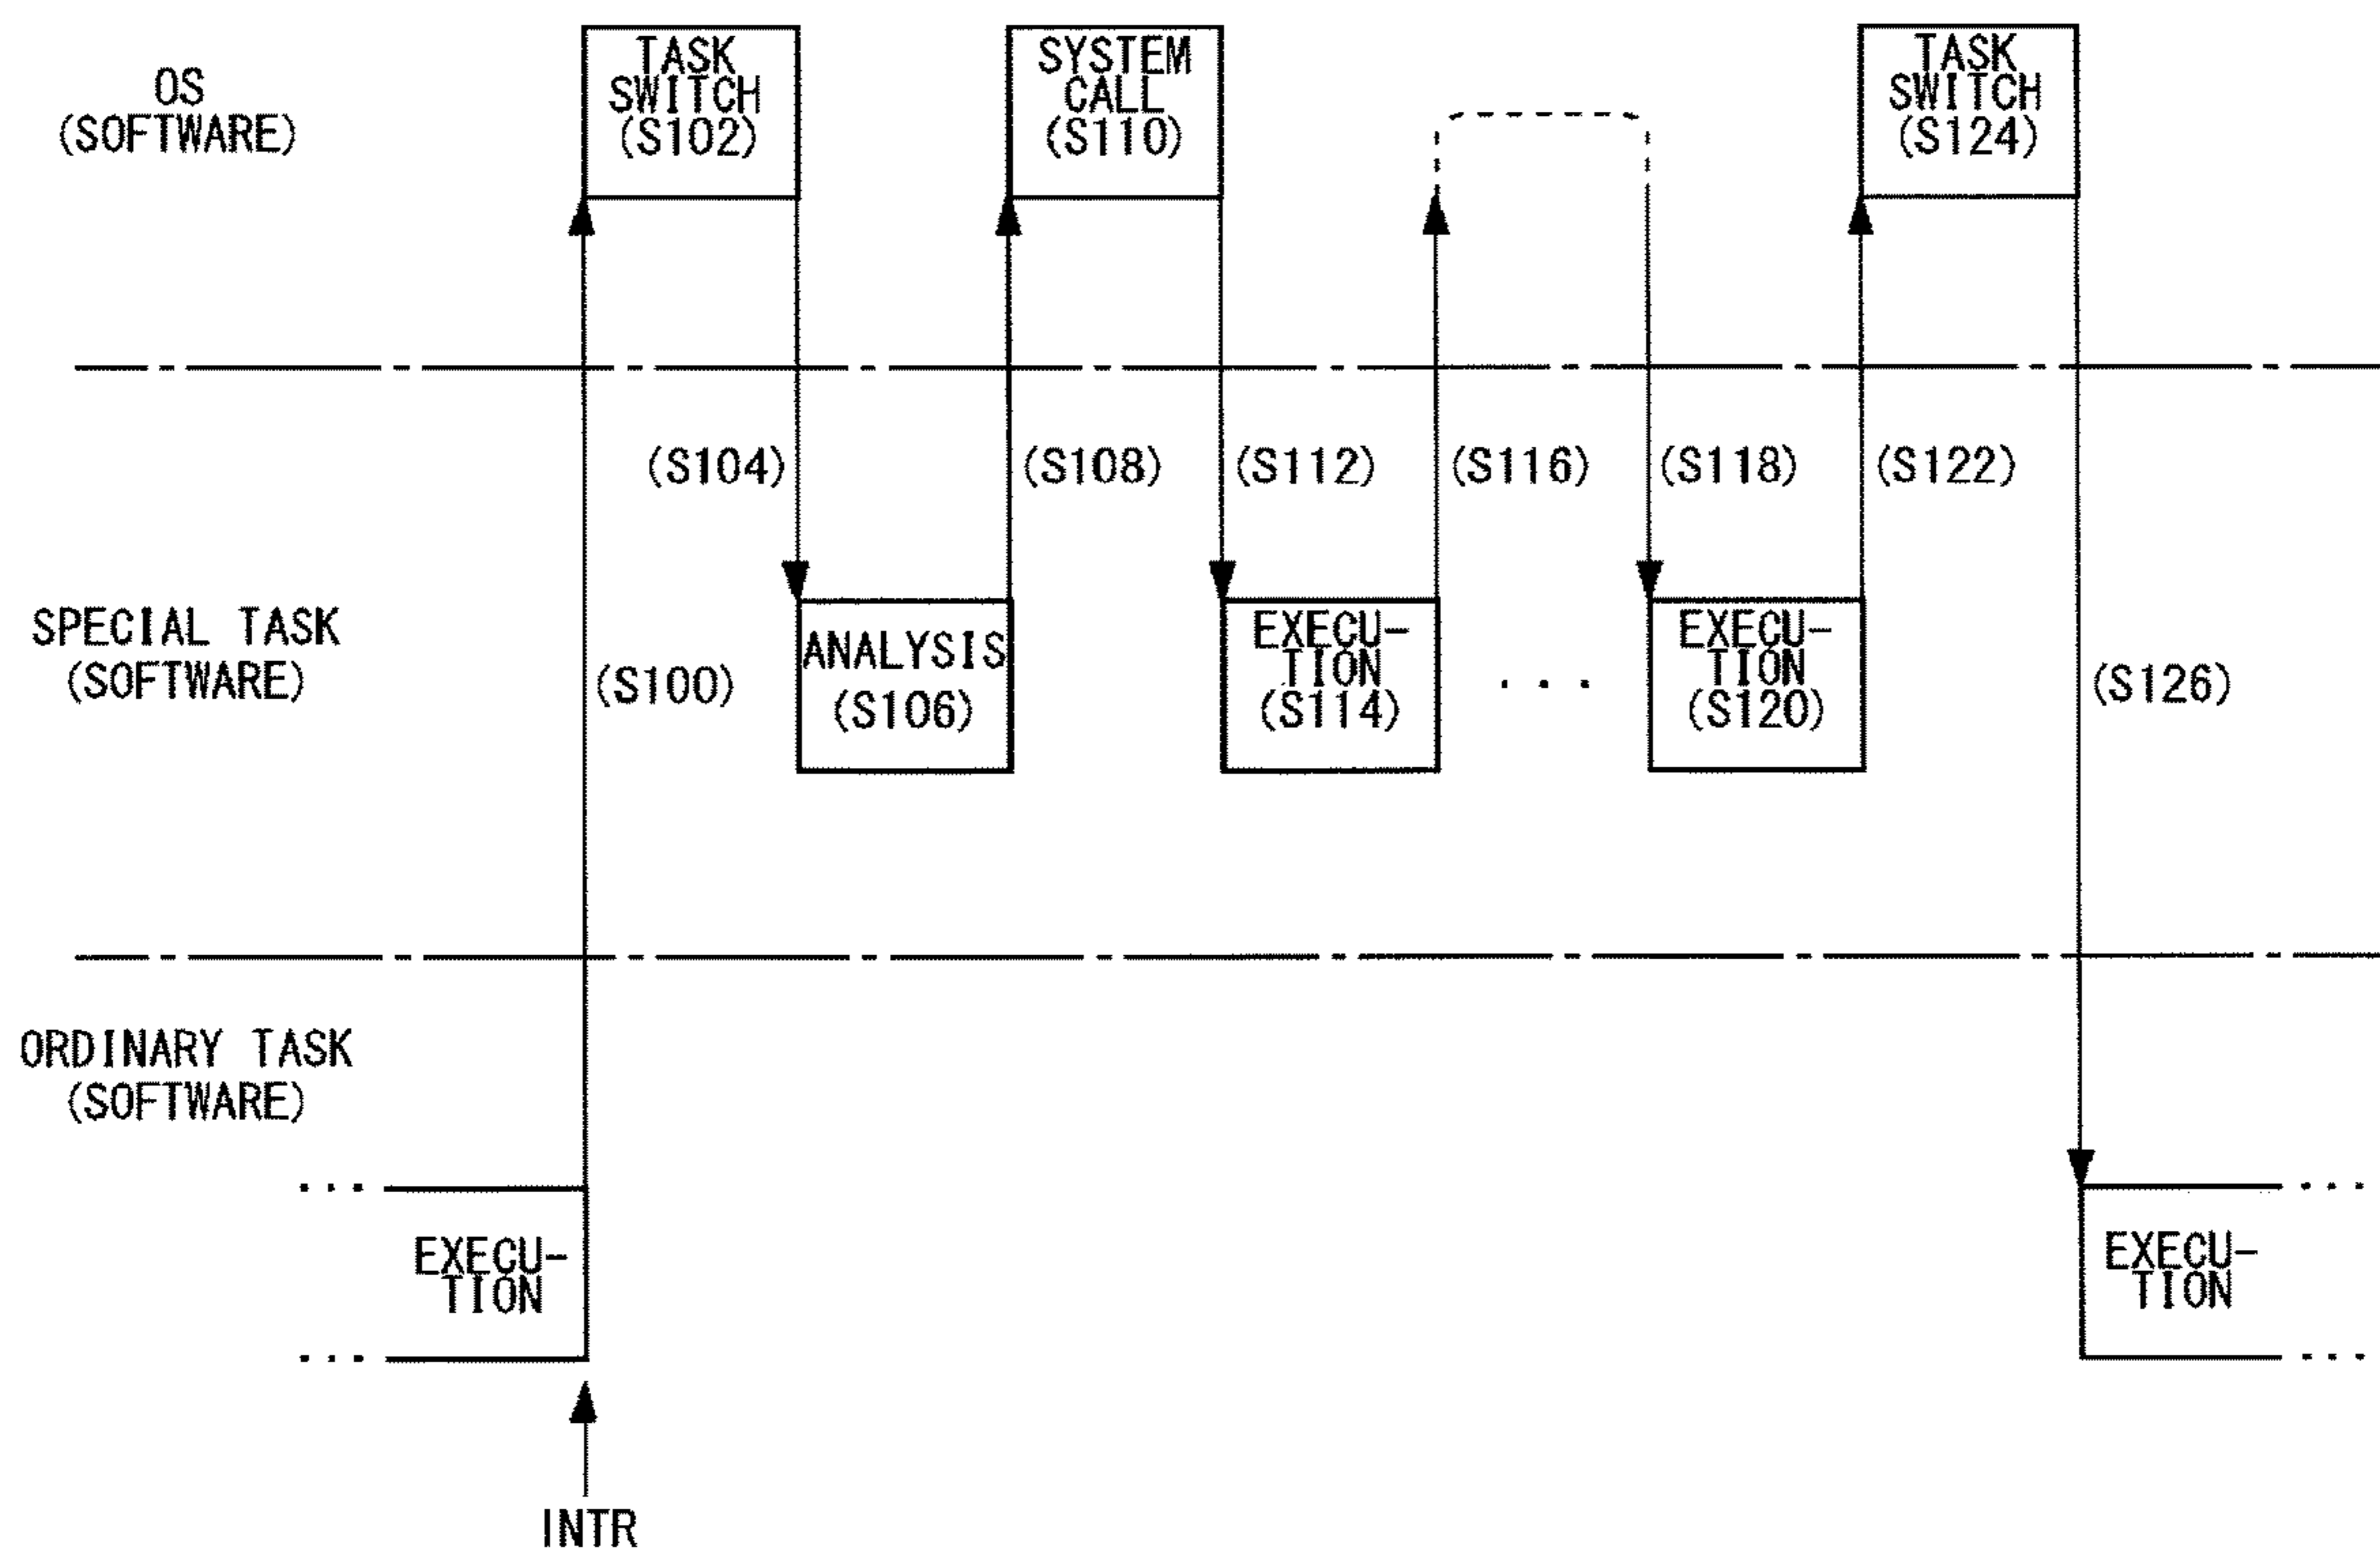 OS
(SOFTWARE)
TASK
SWITCH
(S102)
SYSTEM
CALL
(S110)
TASK
SWITCH
(S124)
(S104)
(S108)
(S112)
(S116)
(S118)
(S122)
SPECIAL TASK
(SOFTWARE)
(S100)
ANALYSIS
(S106)
EXECU-
TION
(S114)
. . .
EXECU-
TION
(S120)
(S126)
ORDINARY TASK
(SOFTWARE)
. . .
EXECU-
TION
. . .
. . .
EXECU-
TION
. . .
INTR